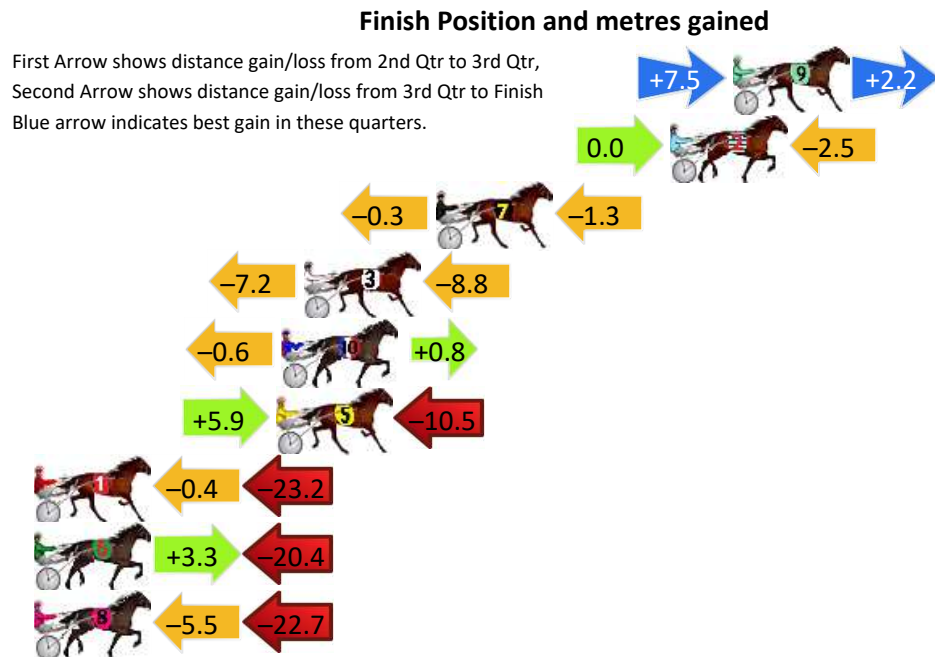 Finish Position and metres gained
First Arrow shows distance gain/loss from 2nd Qtr to 3rd Qtr,
Second Arrow shows distance gain/loss from 3rd Qtr to Finish
Blue arrow indicates best gain in these quarters.
+7.5 9 +2.2
0.0 2 –2.5
–0.3 7 –1.3
–7.2 3 –8.8
–0.6 10 +0.8
+5.9 5 –10.5
1 –0.4 –23.2
6 +3.3 –20.4
8 –5.5 –22.7